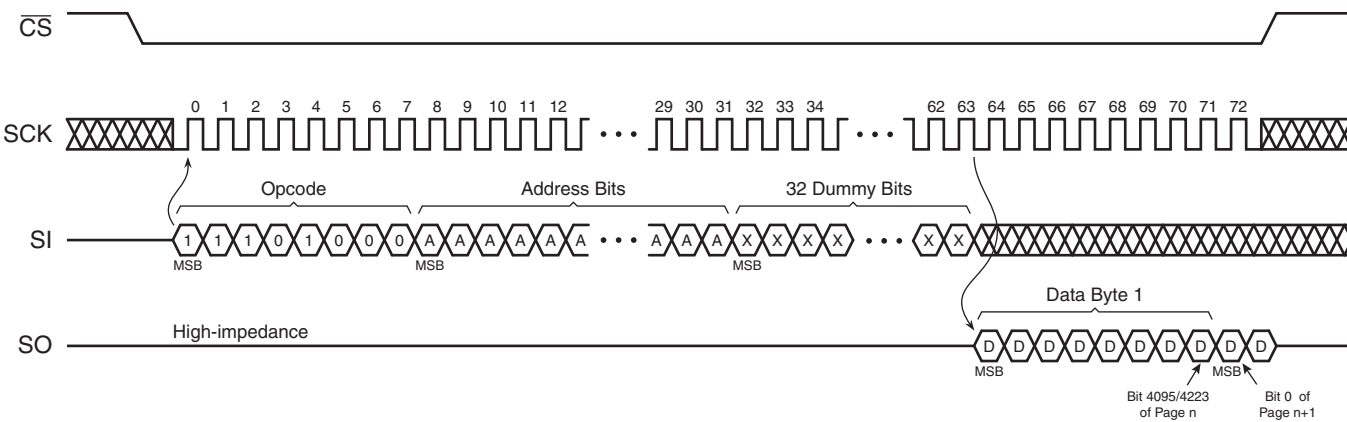 CS
0 1 2 3 4 5 6 7 8 9 10 11 12 29 30 31 32 33 34 62 63 64 65 66 67 68 69 70 71 72
SCK
Opcode Address Bits 32 Dummy Bits
SI 1 1 1 0 1 0 0 0 A A A A A A A A A X X X X X X
MSB MSB MSB
Data Byte 1
High-impedance
SO D D D D D D D D D D
MSB MSB
Bit 4095/4223 of Page n
Bit 0 of Page n+1